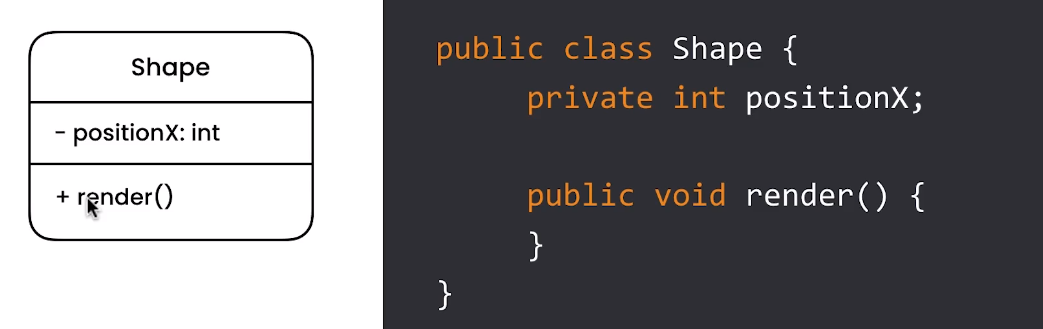 Shape
- positionX: int
+ render()
public class Shape {
private int positionX;
public void render() {
}
}